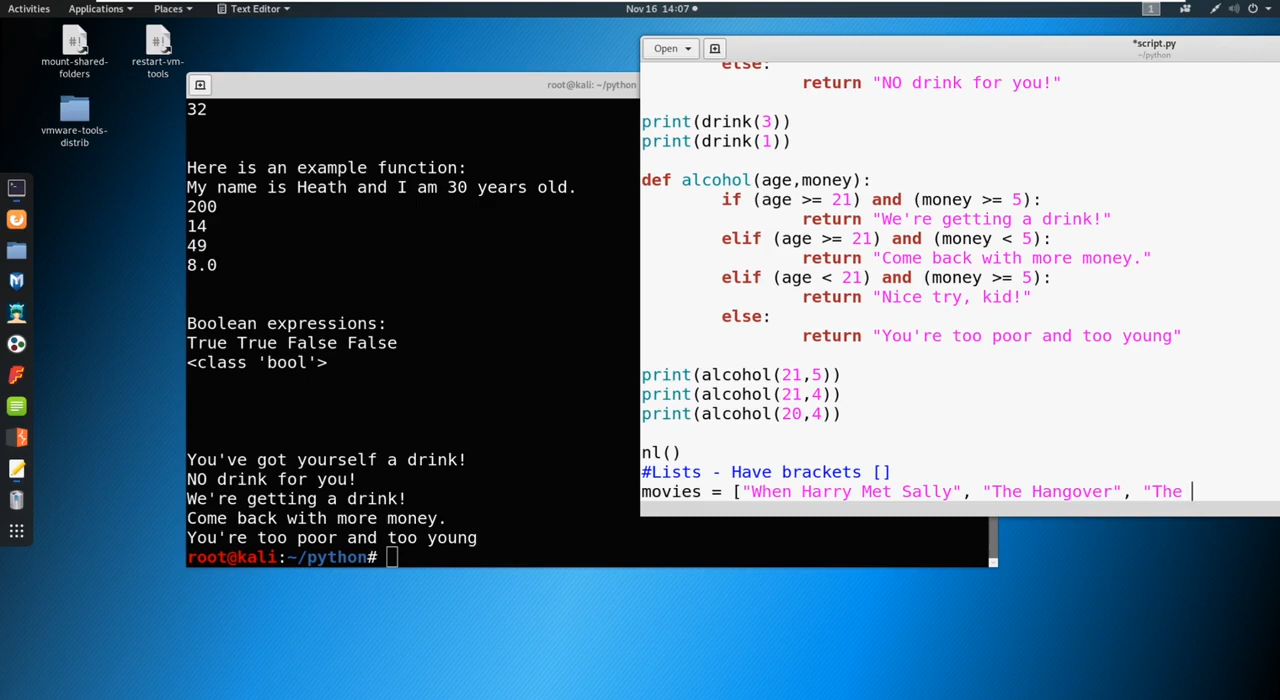 Activities Applications Places Text Editor Nov 16 14:07 1
mount-shared-folders
restart-vm-tools
vmware-tools-distrib
root@kali: ~/python
32
Here is an example function:
My name is Heath and I am 30 years old.
200
14
49
8.0
Boolean expressions:
True True False False
<class 'bool'>
You've got yourself a drink!
NO drink for you!
We're getting a drink!
Come back with more money.
You're too poor and too young
root@kali:~/python#
Open *script.py
~/python
else:
return "NO drink for you!"
print(drink(3))
print(drink(1))
def alcohol(age,money):
if (age >= 21) and (money >= 5):
return "We're getting a drink!"
elif (age >= 21) and (money < 5):
return "Come back with more money."
elif (age < 21) and (money >= 5):
return "Nice try, kid!"
else:
return "You're too poor and too young"
print(alcohol(21,5))
print(alcohol(21,4))
print(alcohol(20,4))
nl()
#Lists - Have brackets []
movies = ["When Harry Met Sally", "The Hangover", "The